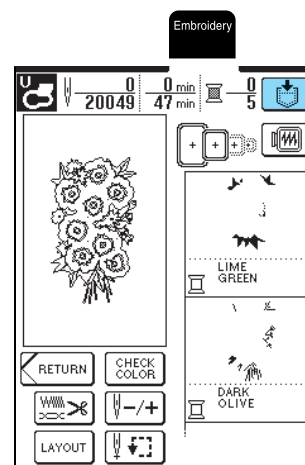 Embroidery
U
0 0 min 0
20049 47 min 5
LIME
GREEN
DARK
OLIVE
RETURN CHECK
COLOR
-/+
LAYOUT